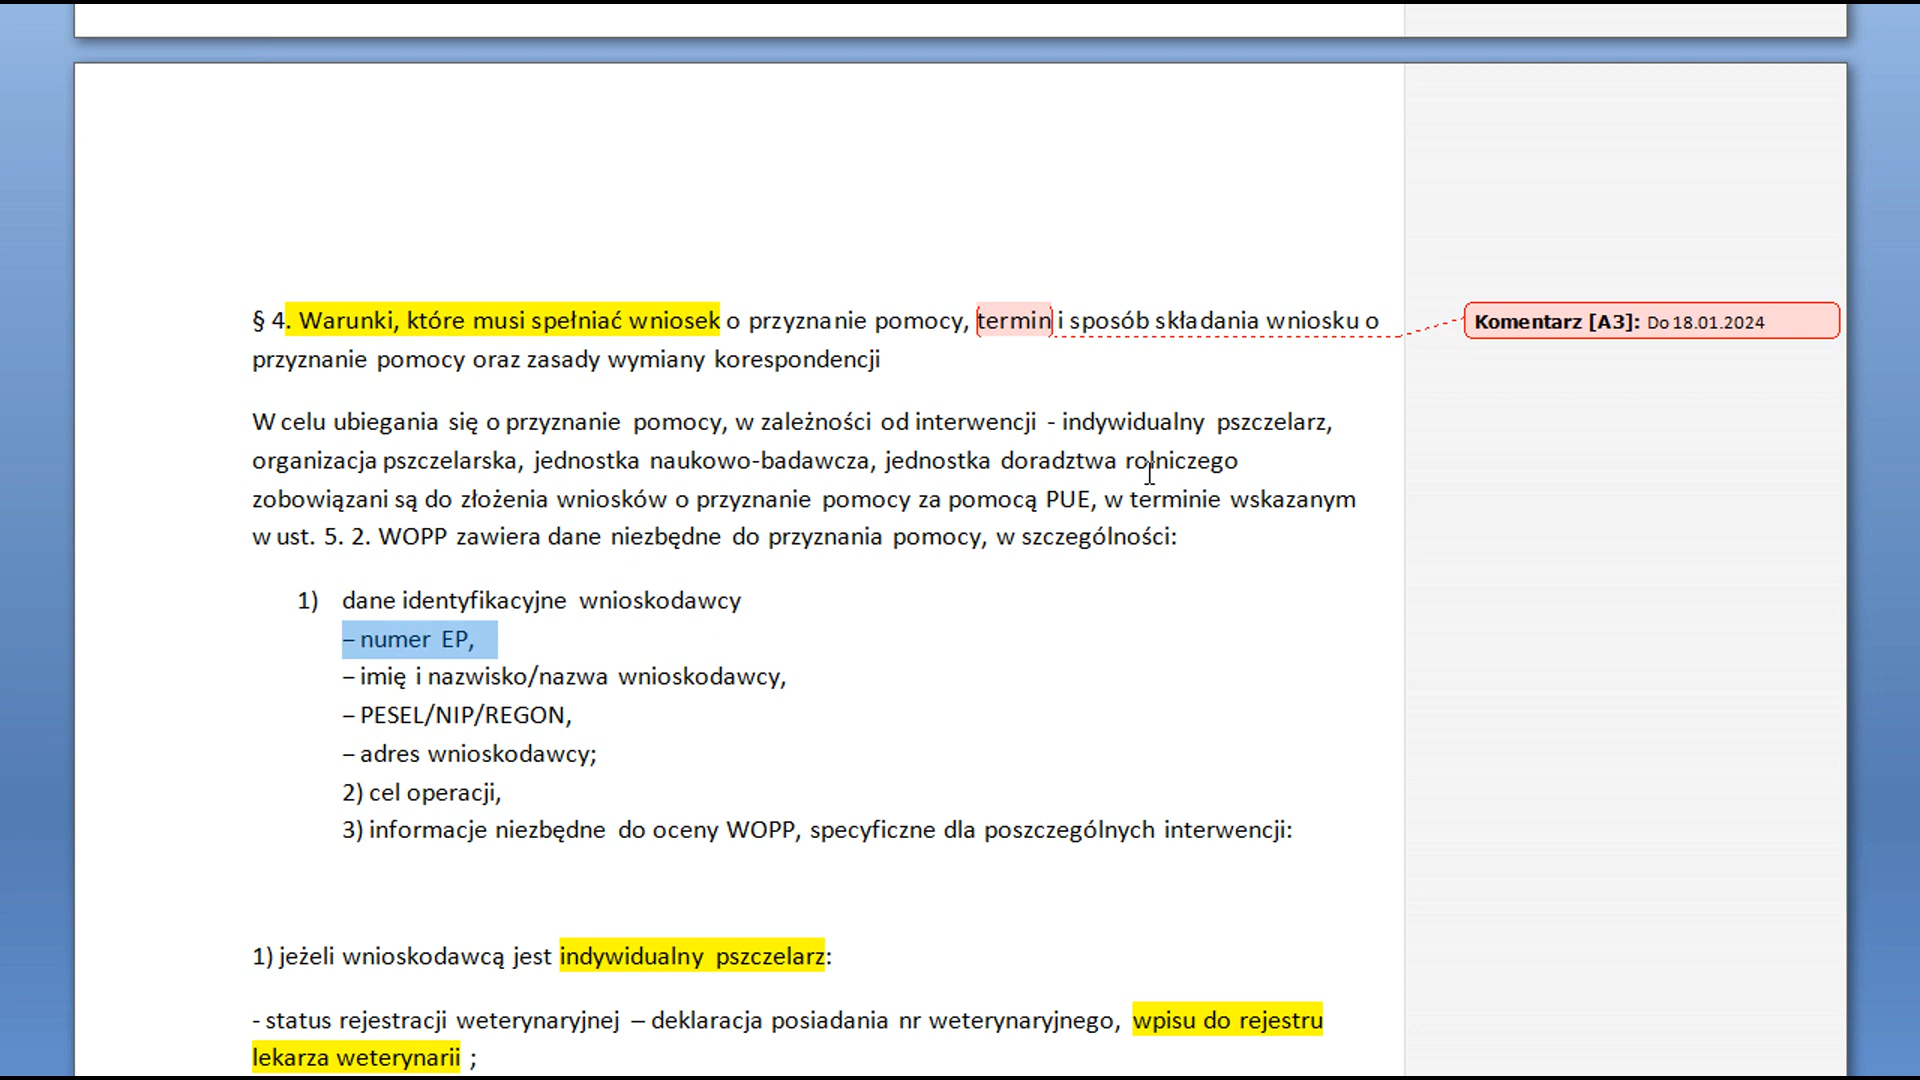 § 4. Warunki, które musi spełniać wniosek o przyznanie pomocy, termin i sposób składania wniosku o
Komentarz [A3]: Do 18.01.2024
przyznanie pomocy oraz zasady wymiany korespondencji
W celu ubiegania się o przyznanie pomocy, w zależności od interwencji - indywidualny pszczelarz,
organizacja pszczelarska, jednostka naukowo-badawcza, jednostka doradztwa rolniczego
zobowiązani są do złożenia wniosków o przyznanie pomocy za pomocą PUE, w terminie wskazanym
w ust. 5. 2. WOPP zawiera dane niezbędne do przyznania pomocy, w szczególności:
1) dane identyfikacyjne wnioskodawcy
– numer EP,
– imię i nazwisko/nazwa wnioskodawcy,
– PESEL/NIP/REGON,
– adres wnioskodawcy;
2) cel operacji,
3) informacje niezbędne do oceny WOPP, specyficzne dla poszczególnych interwencji:
1) jeżeli wnioskodawcą jest indywidualny pszczelarz:
- status rejestracji weterynaryjnej – deklaracja posiadania nr weterynaryjnego, wpisu do rejestru
lekarza weterynarii ;